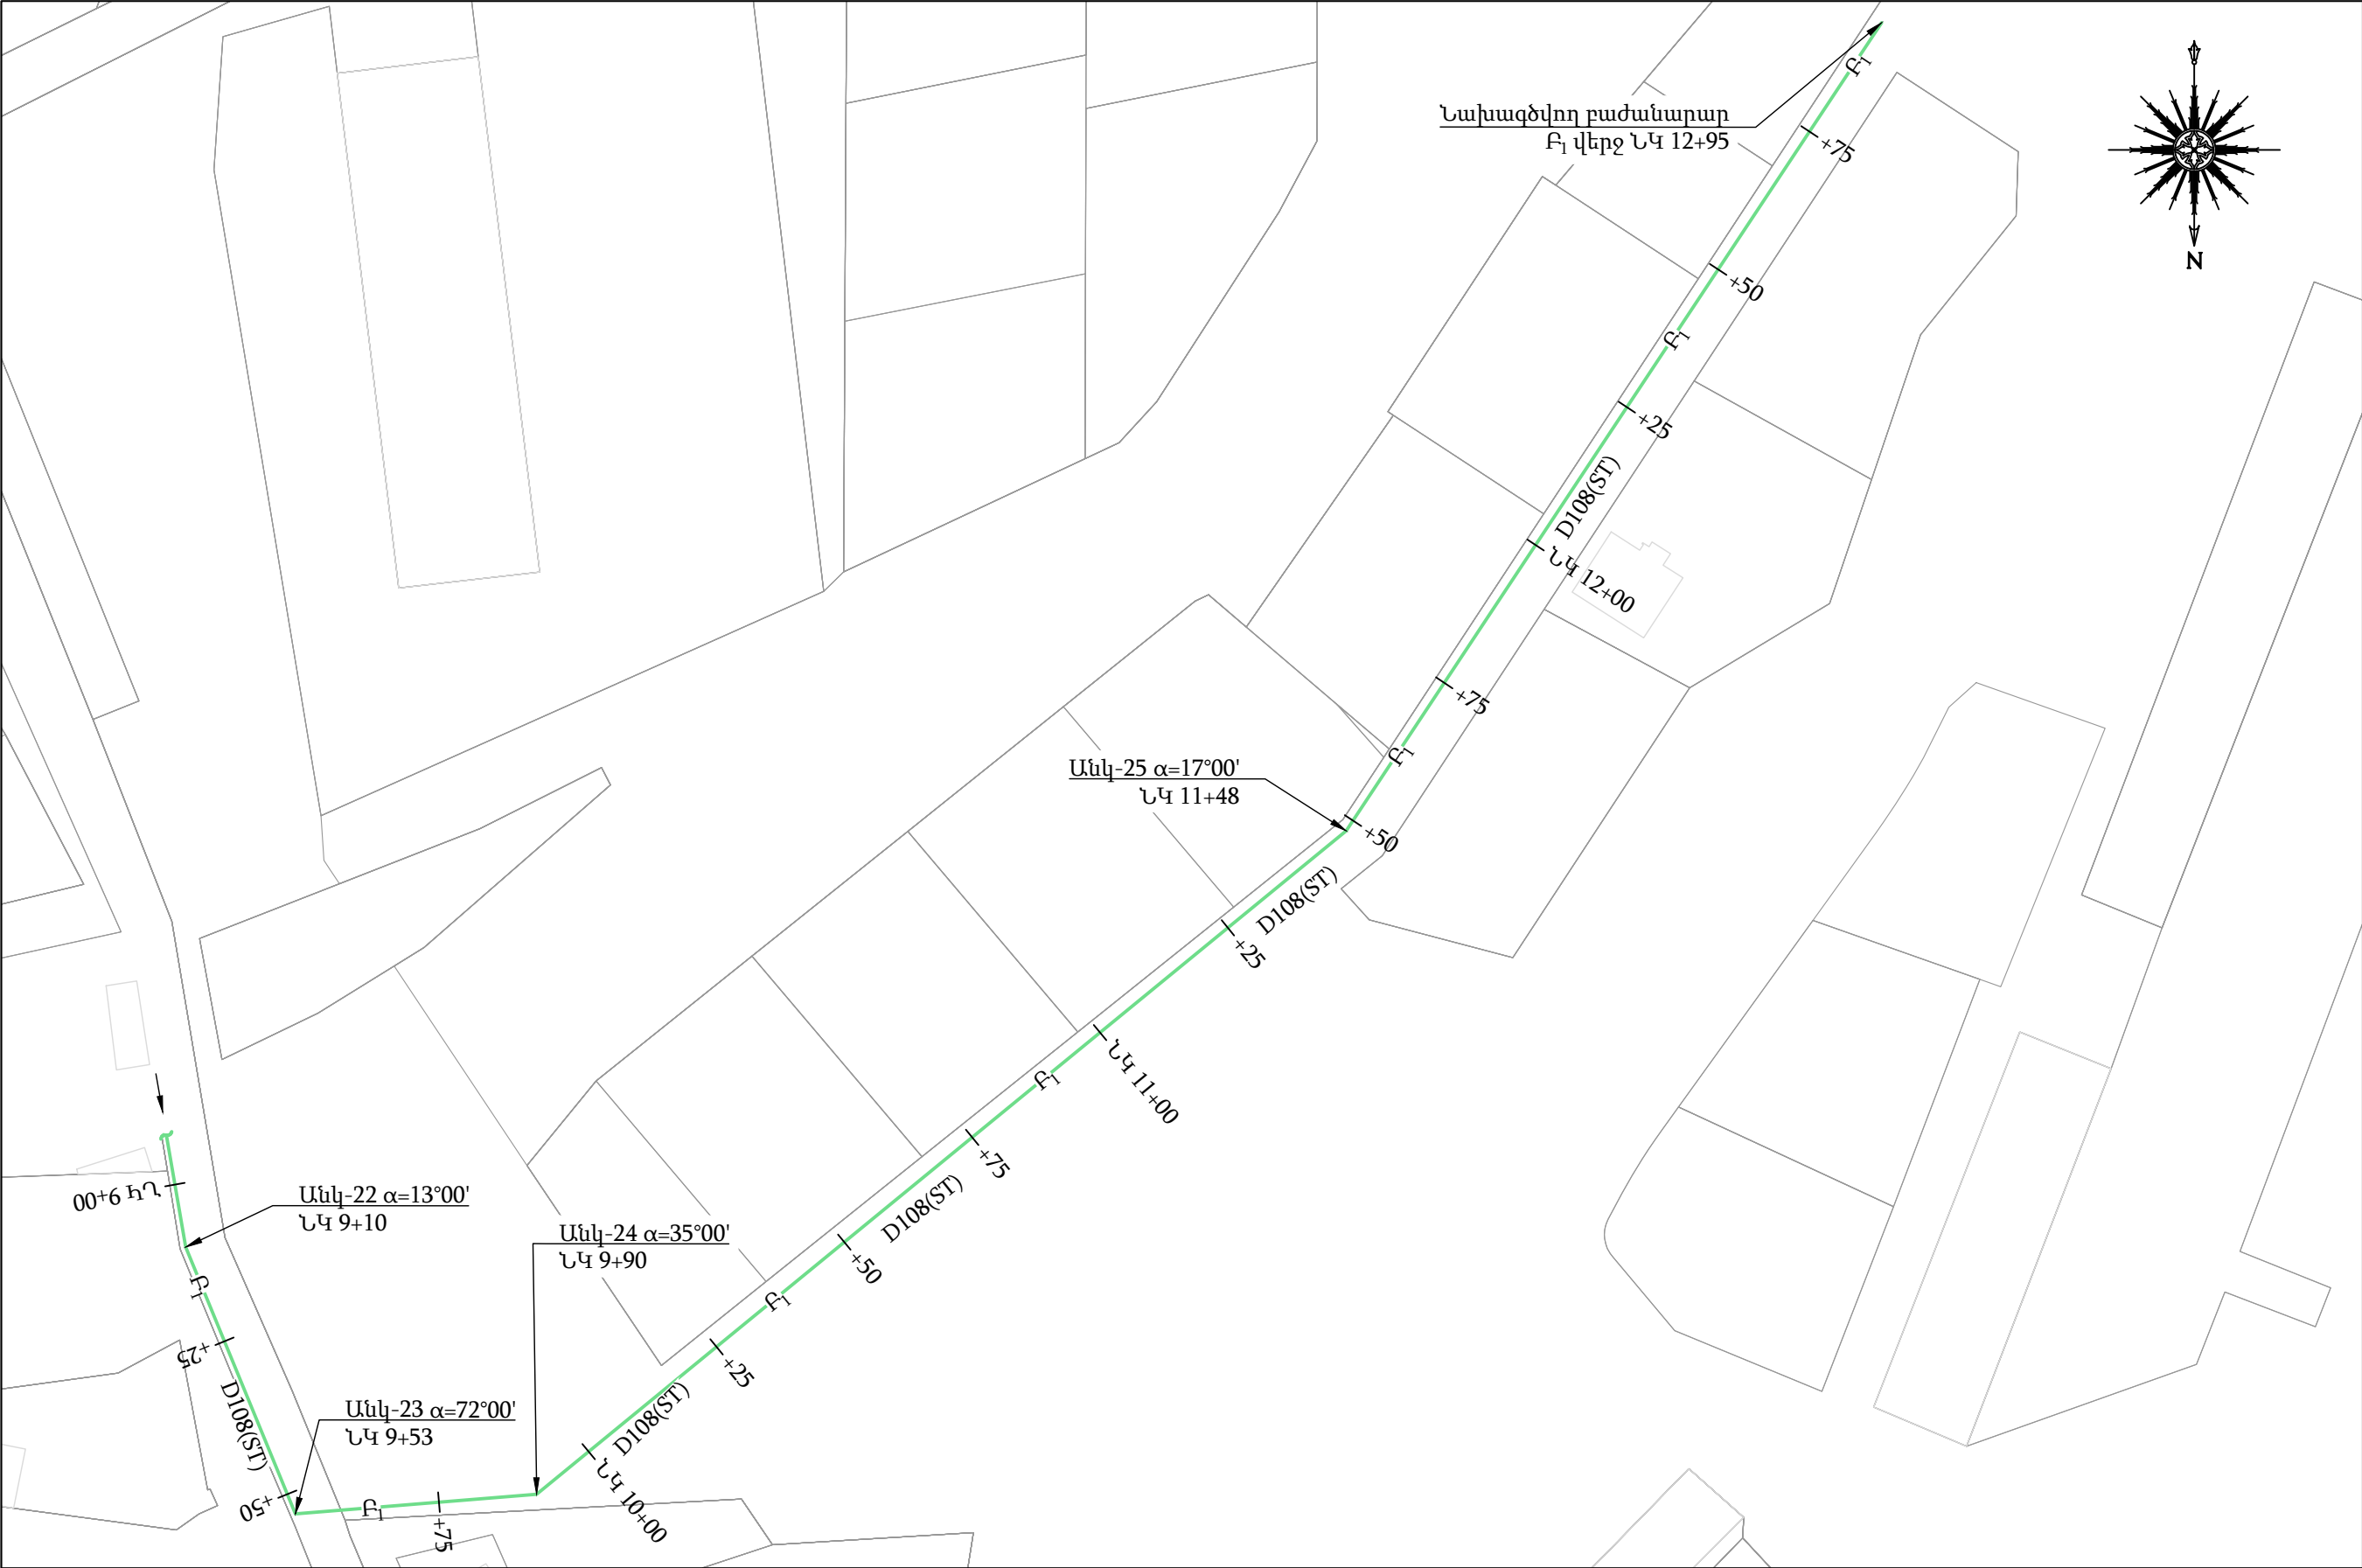 Նախագծվող բաժանարար
Բ1 վերջ ՆԿ 12+95
Բ1
+75
N
+50
Բ1
+25
D108(ST)
ՆԿ 12+00
+75
Բ1
Անկ-25 α=17°00'
ՆԿ 11+48
+50
D108(ST)
+25
ՆԿ 11+00
Բ1
+75
D108(ST)
+50
Բ1
+25
D108(ST)
ՆԿ 10+00
Անկ-24 α=35°00'
ՆԿ 9+90
ՆԿ 9+00
Անկ-22 α=13°00'
ՆԿ 9+10
Բ1
+25
D108(ST)
Անկ-23 α=72°00'
ՆԿ 9+53
+50
Բ1
+75